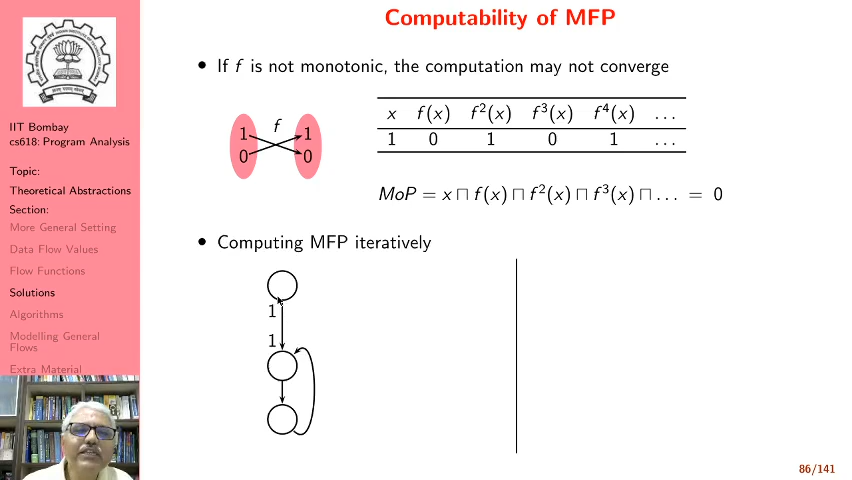 Computability of MFP
IIT Bombay
cs618: Program Analysis
Topic:
Theoretical Abstractions
Section:
More General Setting
Data Flow Values
Flow Functions
Solutions
Algorithms
Modelling General
Flows
Extra Material
• If f is not monotonic, the computation may not converge
f
1 1
0 0
x f(x) f²(x) f³(x) f⁴(x) ...
1 0 1 0 1 ...
MoP = x ⊓ f(x) ⊓ f²(x) ⊓ f³(x) ⊓ ... = 0
• Computing MFP iteratively
1
1
86/141